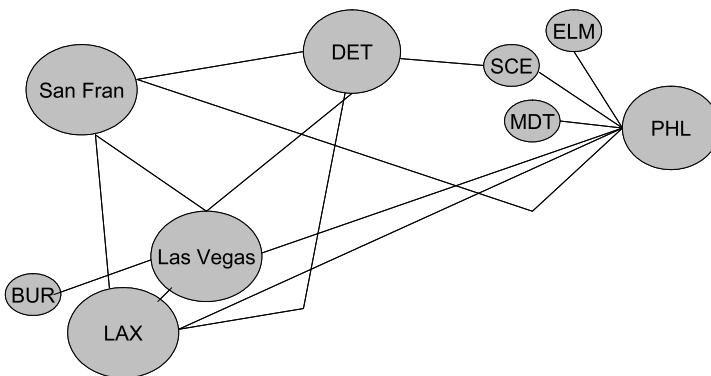 ELM
DET
SCE
San Fran
MDT
PHL
Las Vegas
BUR
LAX